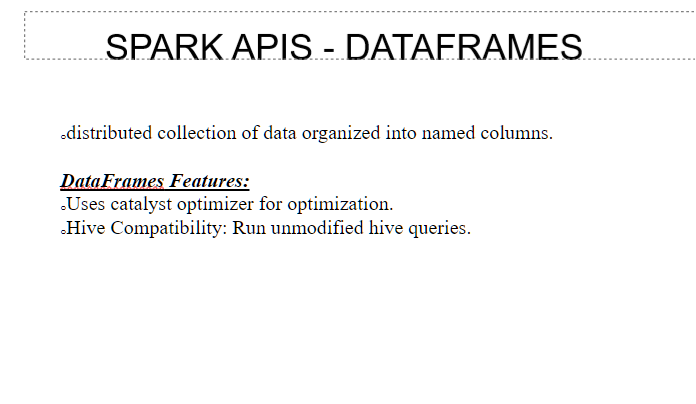 SPARK APIS - DATAFRAMES
distributed collection of data organized into named columns.
DataFrames Features:
Uses catalyst optimizer for optimization.
Hive Compatibility: Run unmodified hive queries.